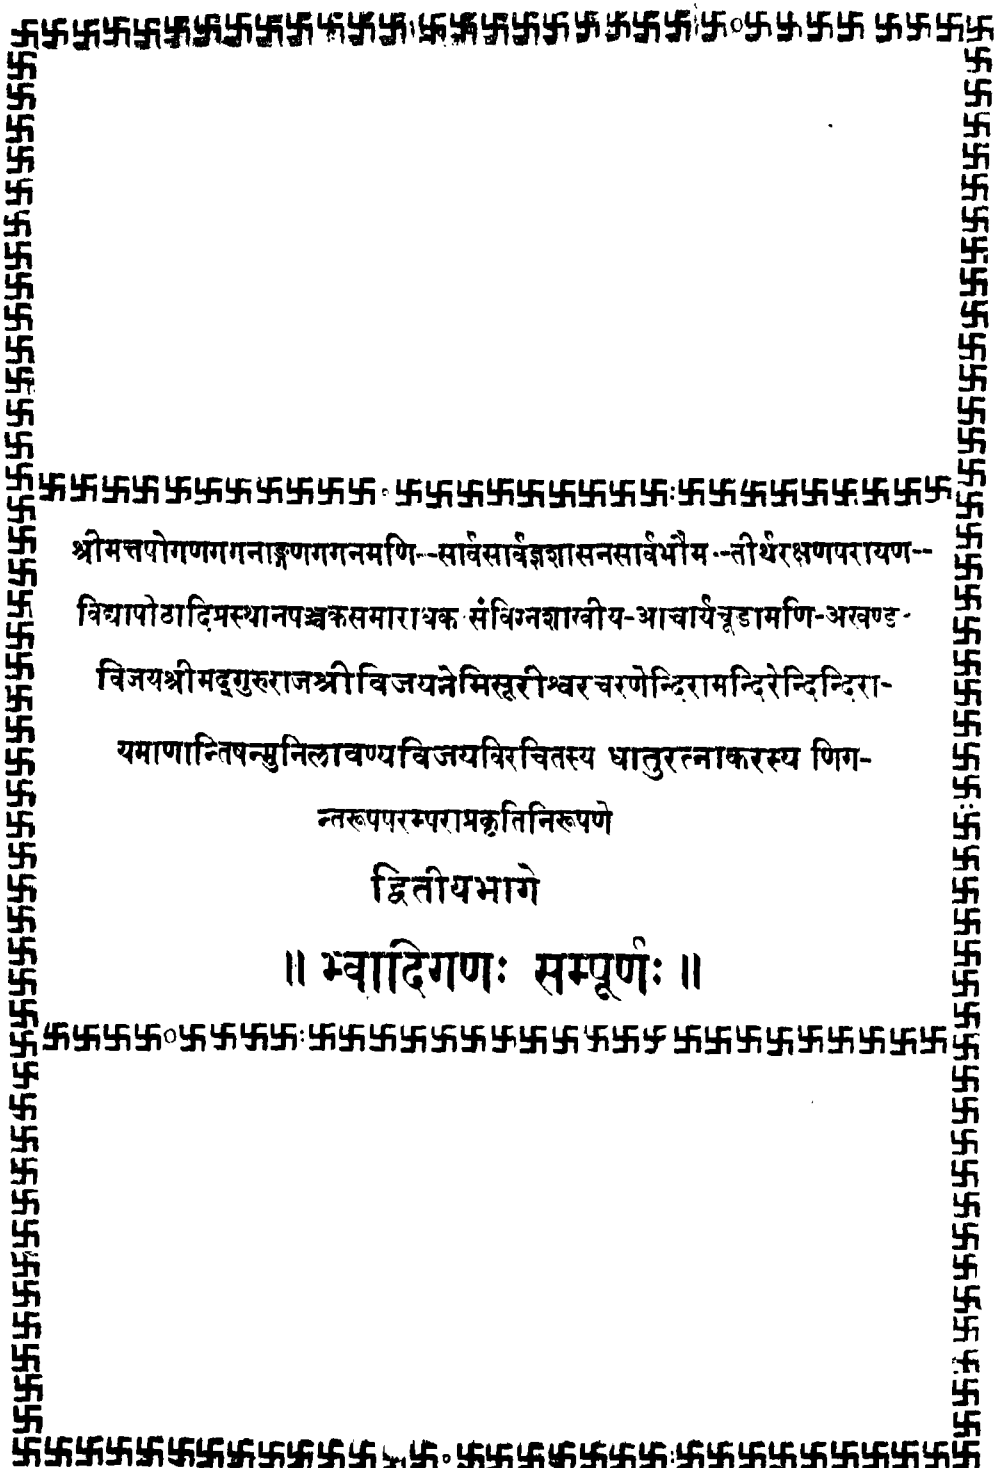 श्रीमत्तपोगणगगनाङ्गणगगनमणि--सार्वसार्वज्ञशासनसार्वभौम--तीर्थरक्षणपरायण--
विद्यापीठादिप्रस्थानपञ्चकसमाराधक-संविग्नशाखीय-आचार्यचूडामणि-अखण्ड-
विजयश्रीमद्गुरुराजश्रीविजयनेमिसूरीश्वरचरणेन्दिरामन्दिरेन्दिन्दिरा-
यमाणान्तिषन्मुनिलावण्यविजयविरचितस्य धातुरत्नाकरस्य णिग-
न्तरूपपरम्पराप्रकृतिनिरूपणे
द्वितीयभागे
॥ भ्वादिगणः सम्पूर्णः ॥